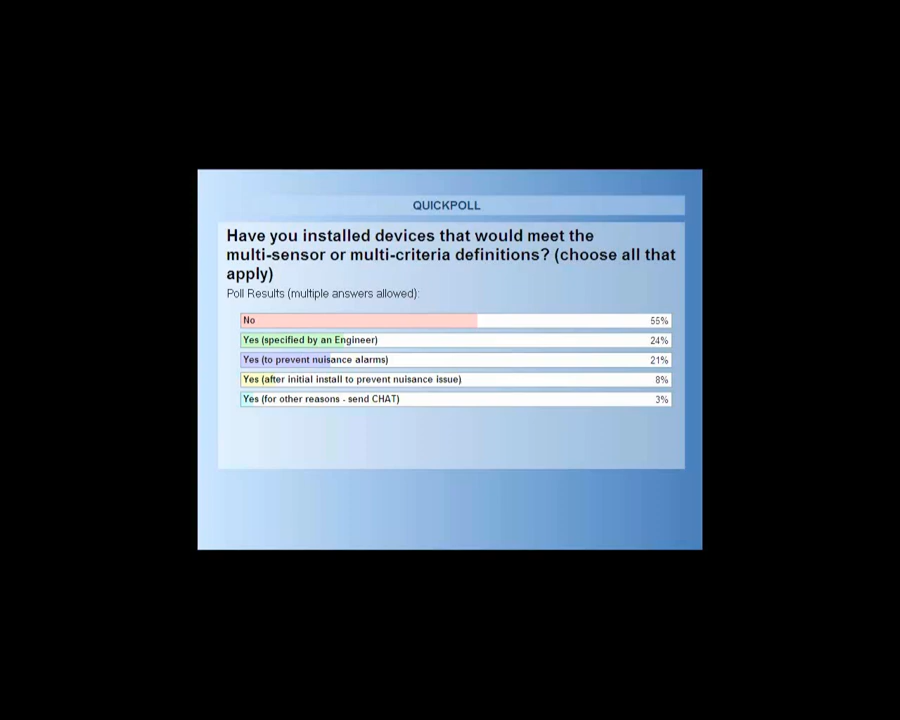 QUICKPOLL
Have you installed devices that would meet the
multi-sensor or multi-criteria definitions? (choose all that
apply)
Poll Results (multiple answers allowed):
No 55%
Yes (specified by an Engineer) 24%
Yes (to prevent nuisance alarms) 21%
Yes (after initial install to prevent nuisance issue) 8%
Yes (for other reasons - send CHAT) 3%